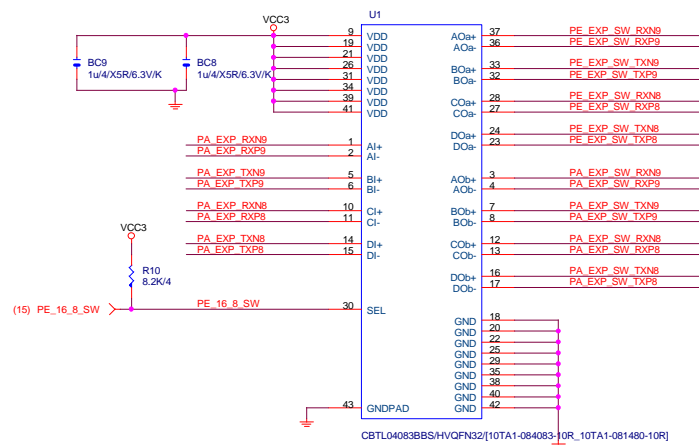 U1
VCC3
BC9
1u/4/X5R/6.3V/K
BC8
1u/4/X5R/6.3V/K
9 VDD
19 VDD
21 VDD
26 VDD
31 VDD
34 VDD
39 VDD
41 VDD
PA_EXP_RXN9 1 AI+
PA_EXP_RXP9 2 AI-
PA_EXP_TXN9 5 BI+
PA_EXP_TXP9 6 BI-
PA_EXP_RXN8 10 CI+
PA_EXP_RXP8 11 CI-
PA_EXP_TXN8 14 DI+
PA_EXP_TXP8 15 DI-
VCC3
R10
8.2K/4
(15) PE_16_8_SW PE_16_8_SW 30 SEL
43 GNDPAD
AOa+ 37 PE_EXP_SW_RXN9
AOa- 36 PE_EXP_SW_RXP9
BOa+ 33 PE_EXP_SW_TXN9
BOa- 32 PE_EXP_SW_TXP9
COa+ 28 PE_EXP_SW_RXN8
COa- 27 PE_EXP_SW_RXP8
DOa+ 24 PE_EXP_SW_TXN8
DOa- 23 PE_EXP_SW_TXP8
AOb+ 3 PA_EXP_SW_RXN9
AOb- 4 PA_EXP_SW_RXP9
BOb+ 7 PA_EXP_SW_TXN9
BOb- 8 PA_EXP_SW_TXP9
COb+ 12 PA_EXP_SW_RXN8
COb- 13 PA_EXP_SW_RXP8
DOb+ 16 PA_EXP_SW_TXN8
DOb- 17 PA_EXP_SW_TXP8
GND 18
GND 20
GND 22
GND 25
GND 29
GND 35
GND 38
GND 40
GND 42
CBTL04083BBS/HVQFN32/[10TA1-084083-10R_10TA1-081480-10R]